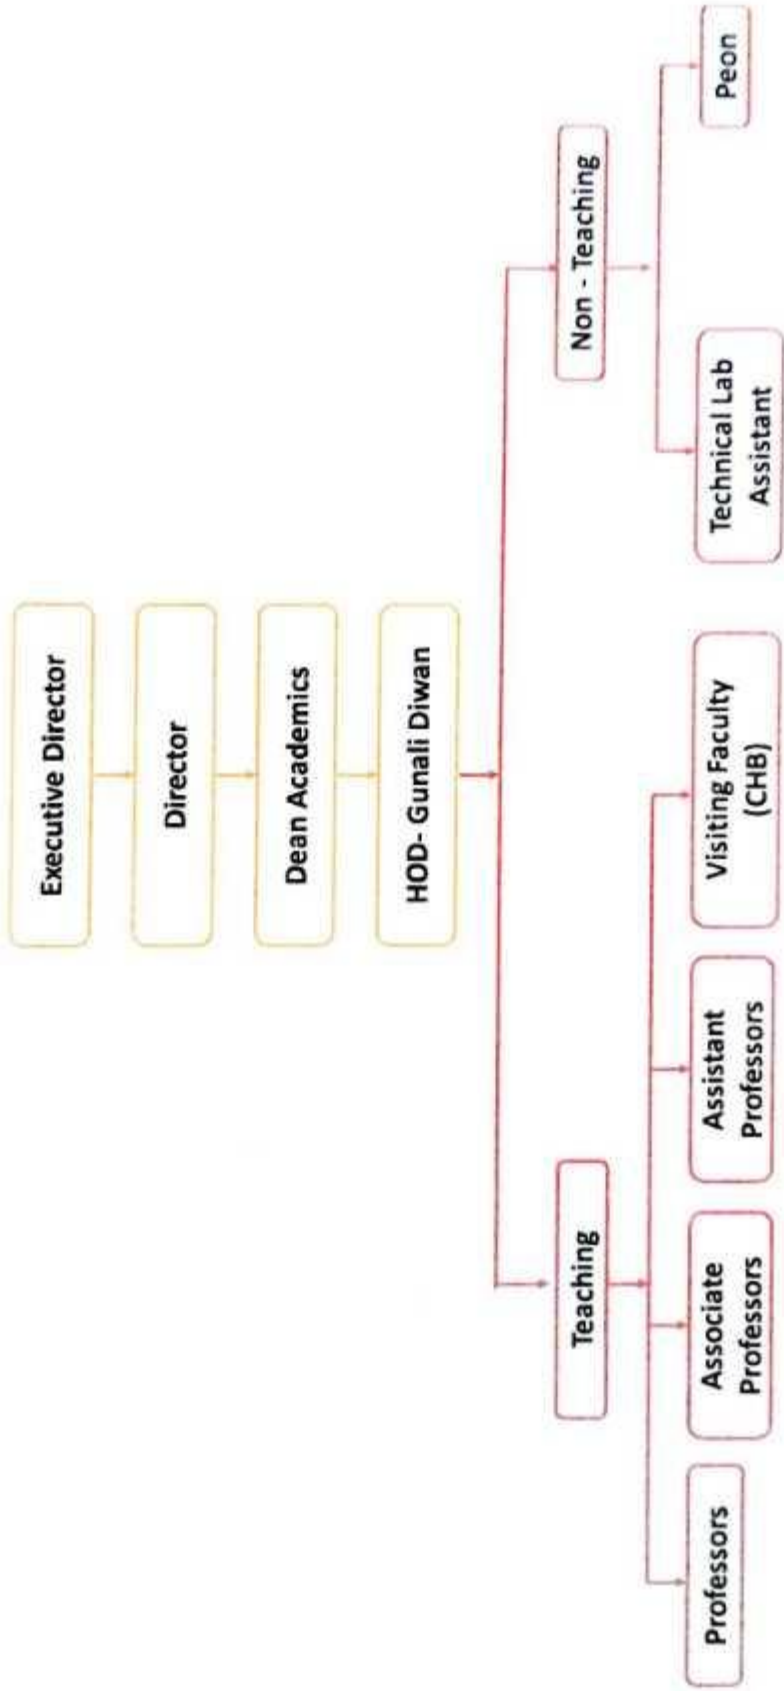 Executive Director
Director
Dean Academics
HOD- Gunali Diwan
Teaching
Non - Teaching
Professors
Associate
Professors
Assistant
Professors
Visiting Faculty
(CHB)
Technical Lab
Assistant
Peon